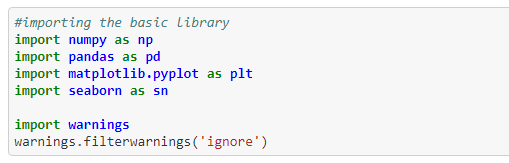 #importing the basic library
import numpy as np
import pandas as pd
import matplotlib.pyplot as plt
import seaborn as sn
import warnings
warnings.filterwarnings('ignore')